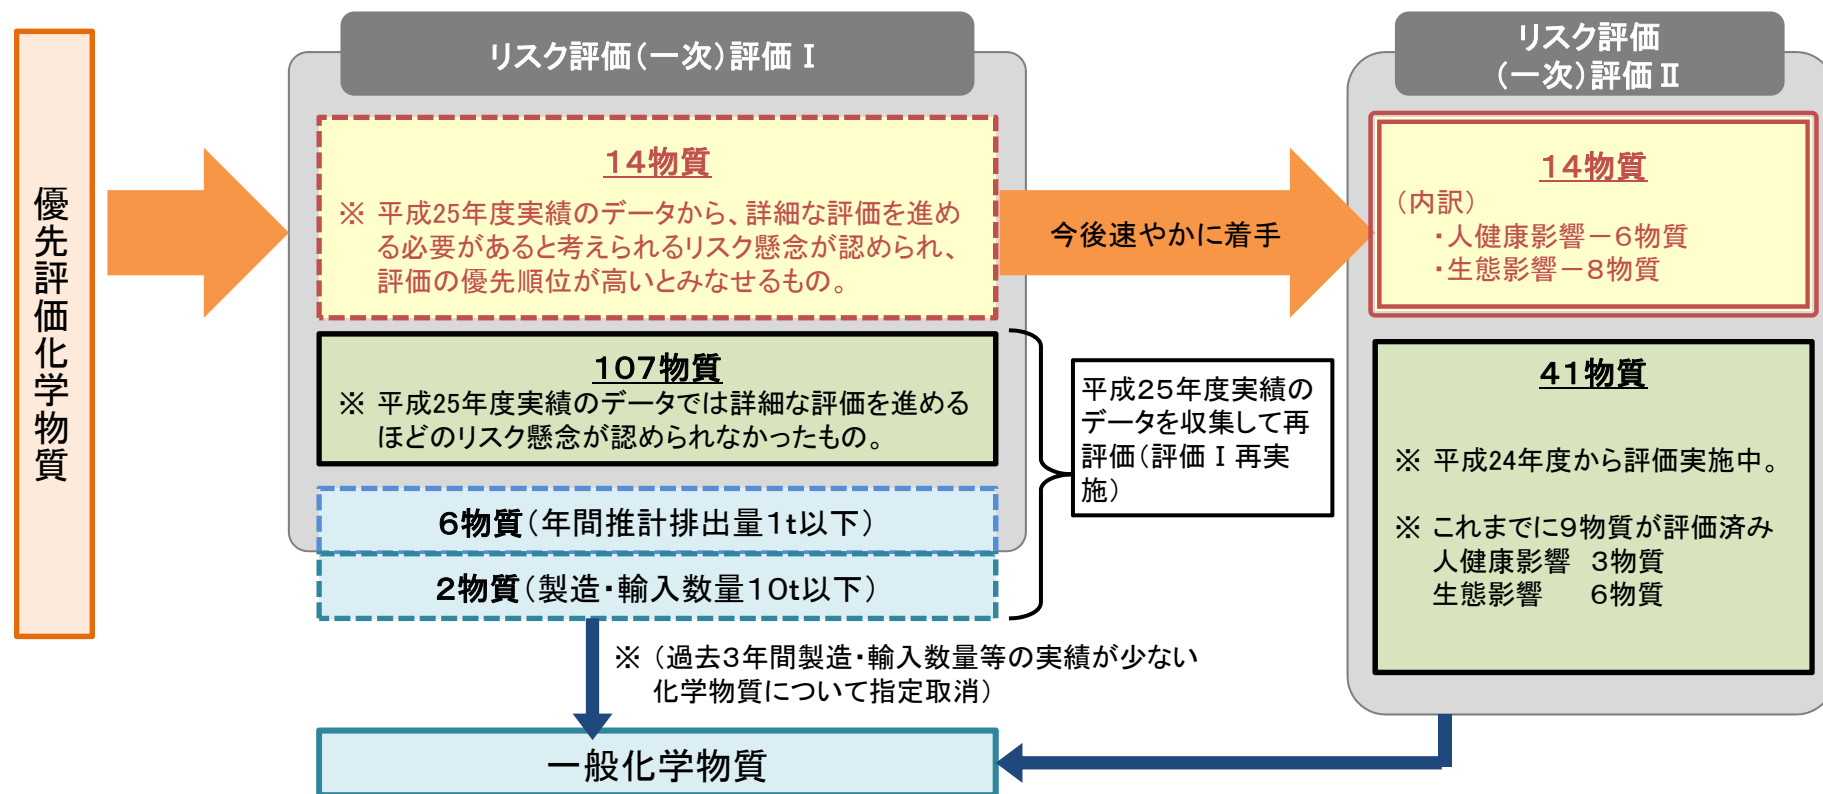 優先評価化学物質
リスク評価(一次)評価Ⅰ
14物質
※ 平成25年度実績のデータから、詳細な評価を進め
る必要があると考えられるリスク懸念が認められ、
評価の優先順位が高いとみなせるもの。
107物質
※ 平成25年度実績のデータでは詳細な評価を進める
ほどのリスク懸念が認められなかったもの。
6物質(年間推計排出量1t以下)
2物質(製造・輸入数量10t以下)
今後速やかに着手
平成25年度実績の
データを収集して再
評価(評価Ⅰ再実
施)
※ (過去3年間製造・輸入数量等の実績が少ない
化学物質について指定取消)
一般化学物質
リスク評価
(一次)評価Ⅱ
14物質
(内訳)
・人健康影響-6物質
・生態影響-8物質
41物質
※ 平成24年度から評価実施中。
※ これまでに9物質が評価済み
人健康影響 3物質
生態影響 6物質